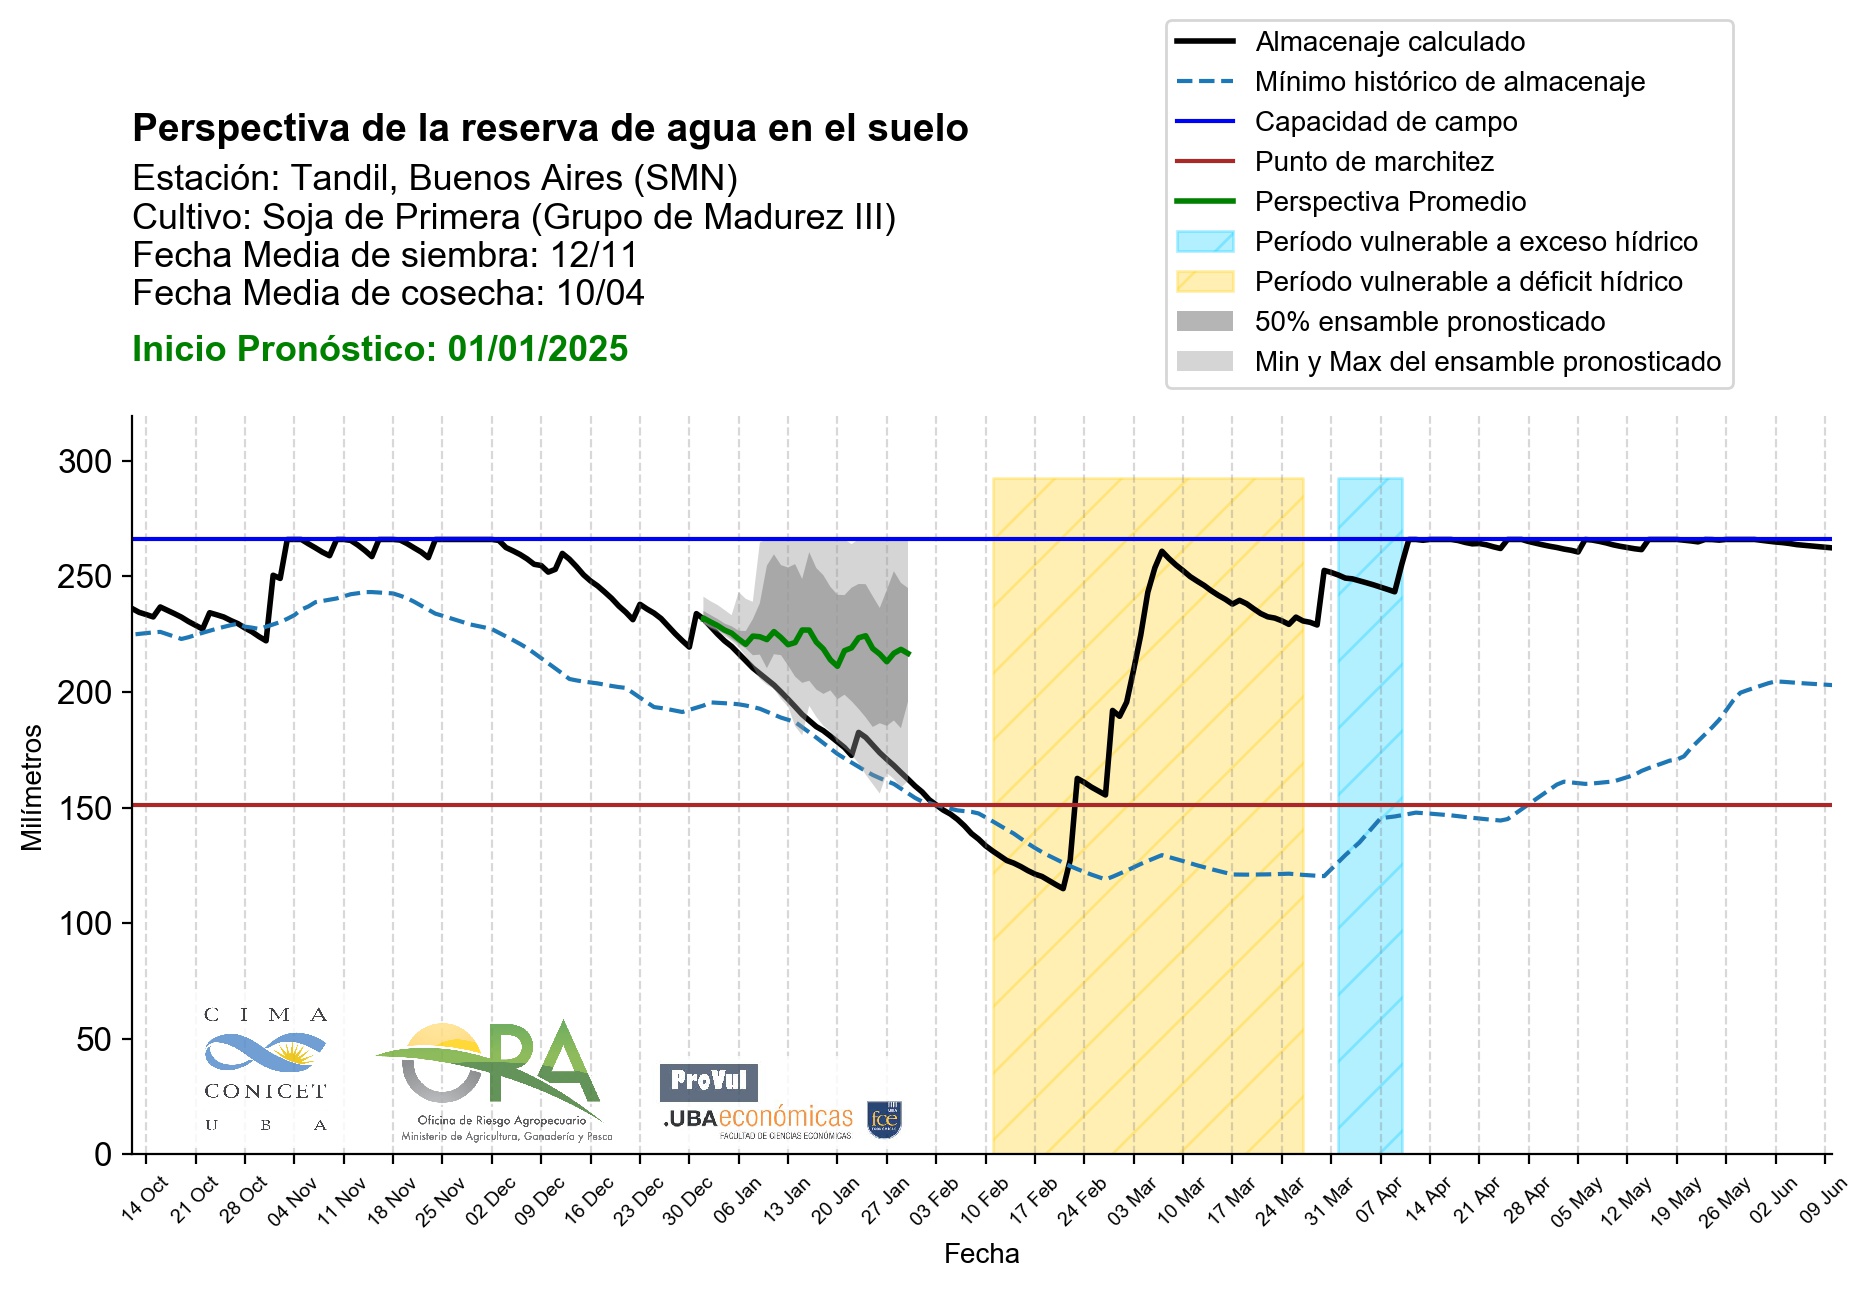 Almacenaje calculado
Mínimo histórico de almacenaje
Capacidad de campo
Punto de marchitez
Perspectiva Promedio
Período vulnerable a exceso hídrico
Período vulnerable a déficit hídrico
50% ensamble pronosticado
Min y Max del ensamble pronosticado
Perspectiva de la reserva de agua en el suelo
Estación: Tandil, Buenos Aires (SMN)
Cultivo: Soja de Primera (Grupo de Madurez III)
Fecha Media de siembra: 12/11
Fecha Media de cosecha: 10/04
Inicio Pronóstico: 01/01/2025
Milímetros
300
250
200
150
100
50
0
CIMA
CONICET
UBA
ORA
Oficina de Riesgo Agropecuario
Ministerio de Agricultura, Ganadería y Pesca
ProVul
.UBAeconómicas
FACULTAD DE CIENCIAS ECONÓMICAS
UBA
fce
ECONÓMICAS
14 Oct
21 Oct
28 Oct
04 Nov
11 Nov
18 Nov
25 Nov
02 Dec
09 Dec
16 Dec
23 Dec
30 Dec
06 Jan
13 Jan
20 Jan
27 Jan
03 Feb
10 Feb
17 Feb
24 Feb
03 Mar
10 Mar
17 Mar
24 Mar
31 Mar
07 Apr
14 Apr
21 Apr
28 Apr
05 May
12 May
19 May
26 May
02 Jun
09 Jun
Fecha